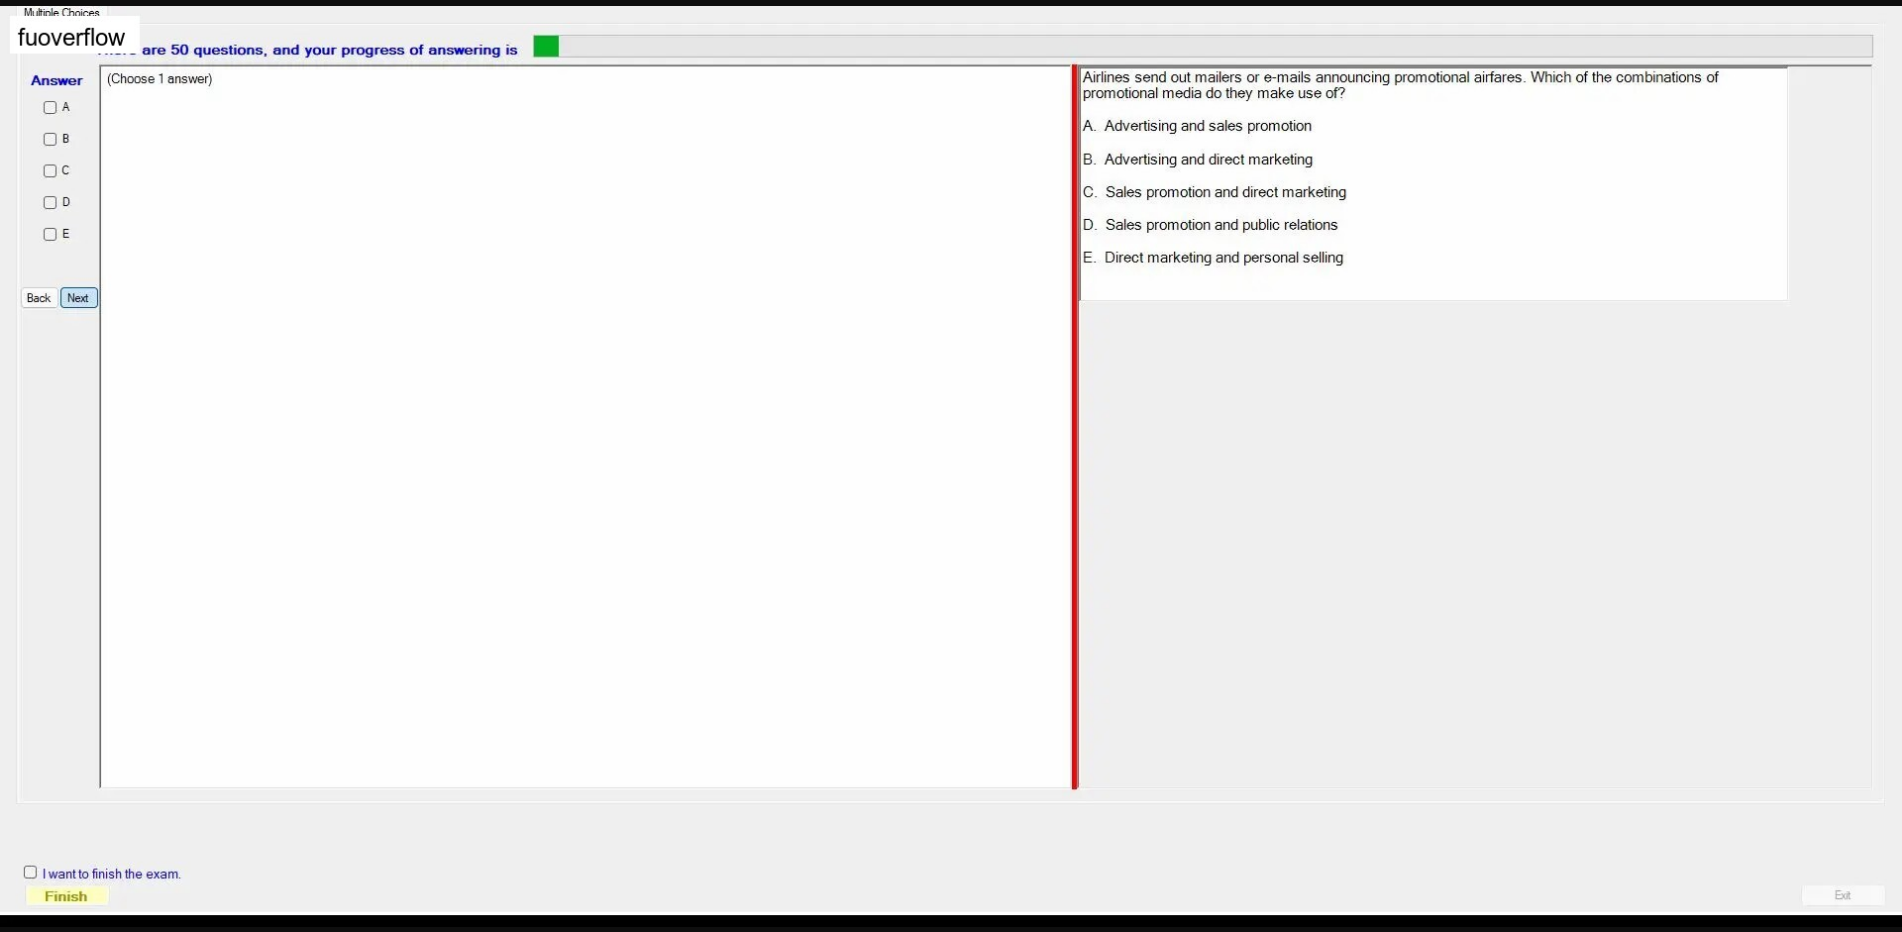 Multiple Choices
fuoverflow
are 50 questions, and your progress of answering is
Answer
(Choose 1 answer)
A
B
C
D
E
Back Next
Airlines send out mailers or e-mails announcing promotional airfares. Which of the combinations of
promotional media do they make use of?
A. Advertising and sales promotion
B. Advertising and direct marketing
C. Sales promotion and direct marketing
D. Sales promotion and public relations
E. Direct marketing and personal selling
I want to finish the exam.
Finish
Exit